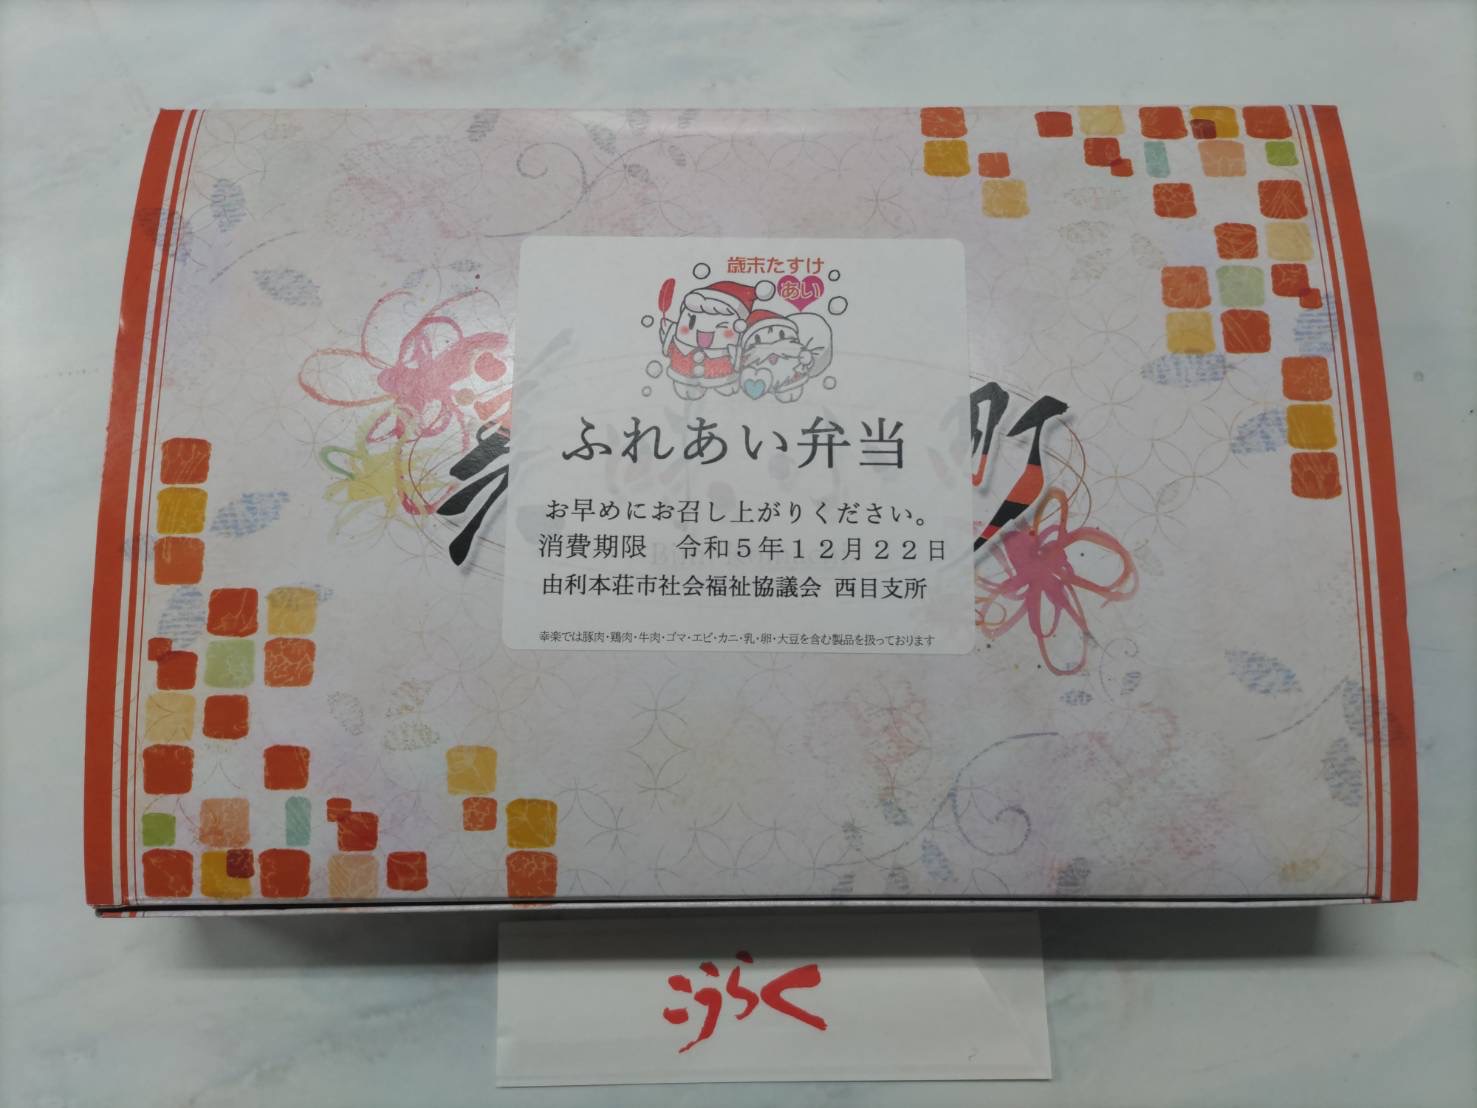 歳末たすけ
あい
ふれあい弁当
お早めにお召し上がりください。
消費期限　令和５年１２月２２日
由利本荘市社会福祉協議会 西目支所
幸楽では豚肉・鶏肉・牛肉・ゴマ・エビ・カニ・乳・卵・大豆を含む製品を扱っております
こうらく